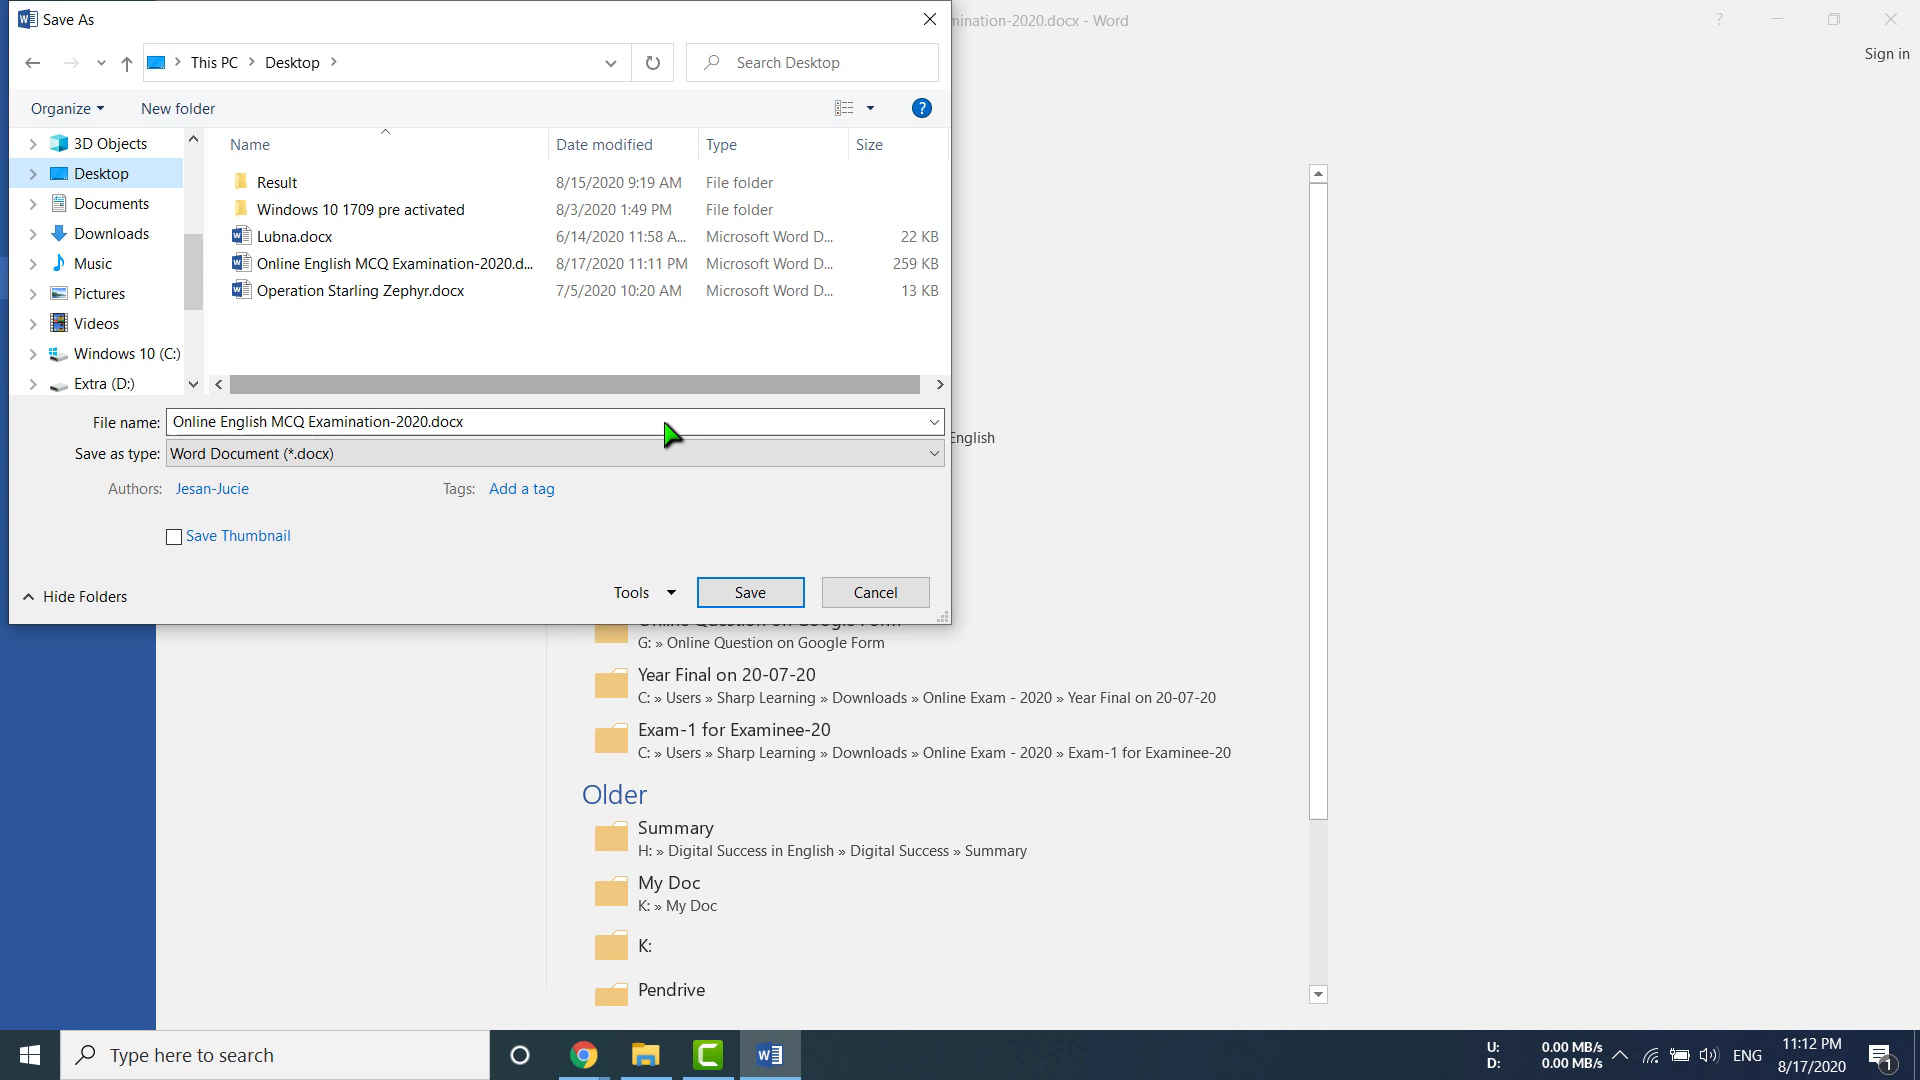 Save As
mination-2020.docx - Word
?
Sign in
This PC > Desktop >
Search Desktop
Organize
New folder
?
3D Objects
Desktop
Documents
Downloads
Music
Pictures
Videos
Windows 10 (C:)
Extra (D:)
Name Date modified Type Size
Result 8/15/2020 9:19 AM File folder
Windows 10 1709 pre activated 8/3/2020 1:49 PM File folder
Lubna.docx 6/14/2020 11:58 A... Microsoft Word D... 22 KB
Online English MCQ Examination-2020.d... 8/17/2020 11:11 PM Microsoft Word D... 259 KB
Operation Starling Zephyr.docx 7/5/2020 10:20 AM Microsoft Word D... 13 KB
File name: Online English MCQ Examination-2020.docx
English
Save as type: Word Document (*.docx)
Authors: Jesan-Jucie Tags: Add a tag
Save Thumbnail
Hide Folders
Tools
Save
Cancel
Online Question on Google Form
G: » Online Question on Google Form
Year Final on 20-07-20
C: » Users » Sharp Learning » Downloads » Online Exam - 2020 » Year Final on 20-07-20
Exam-1 for Examinee-20
C: » Users » Sharp Learning » Downloads » Online Exam - 2020 » Exam-1 for Examinee-20
Older
Summary
H: » Digital Success in English » Digital Success » Summary
My Doc
K: » My Doc
K:
Pendrive
Type here to search
U: 0.00 MB/s
D: 0.00 MB/s
ENG
11:12 PM
8/17/2020
1